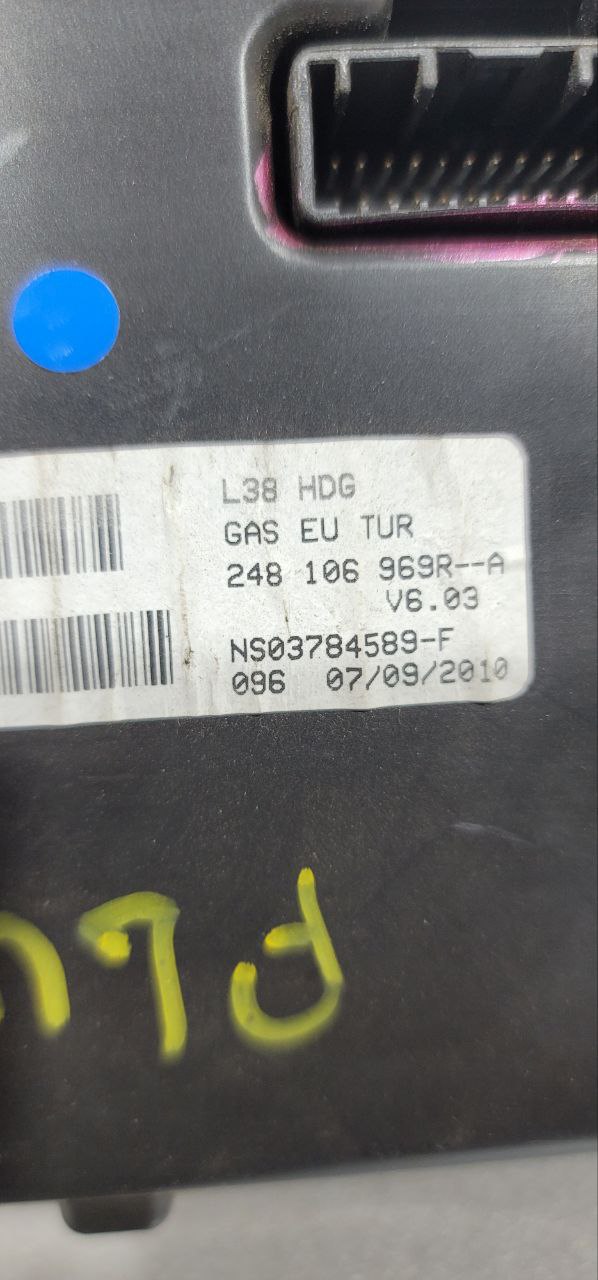 L38 HDG
GAS EU TUR
248 106 969R--A
V6.03
NS03784589-F
096 07/09/2010